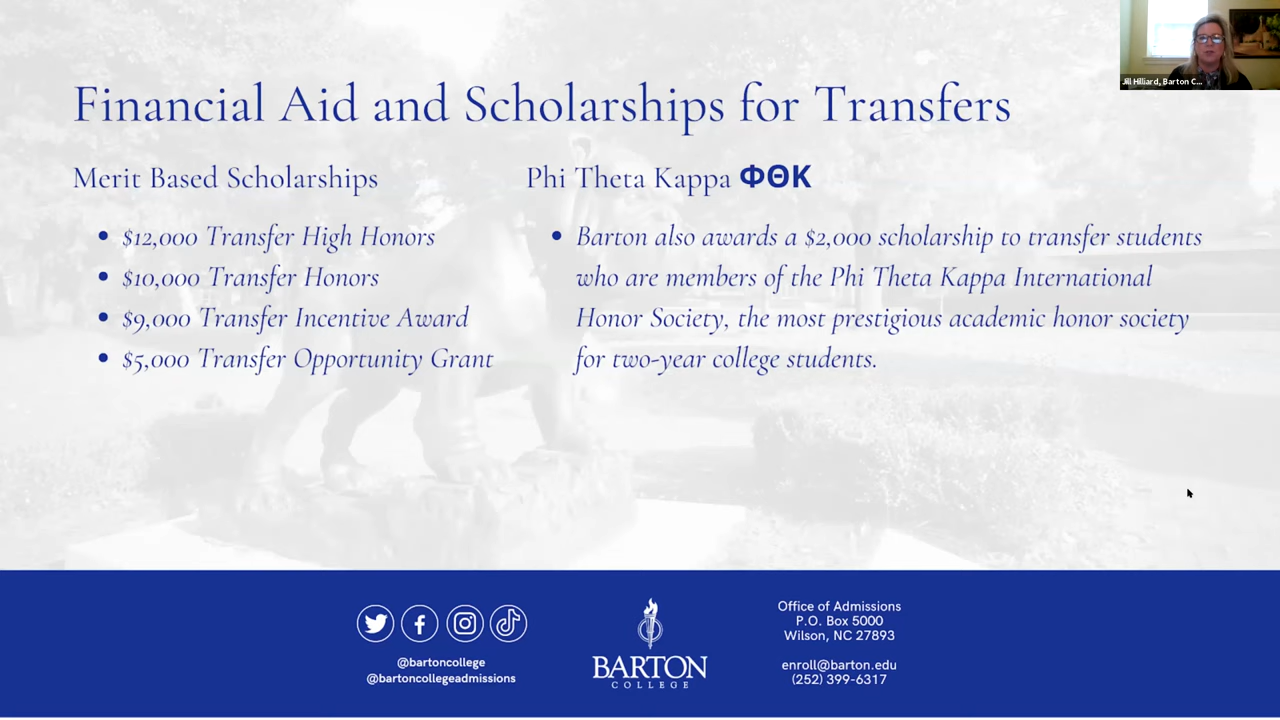 Jill Hilliard, Barton C...
Financial Aid and Scholarships for Transfers
Merit Based Scholarships
• $12,000 Transfer High Honors
• $10,000 Transfer Honors
• $9,000 Transfer Incentive Award
• $5,000 Transfer Opportunity Grant
Phi Theta Kappa ΦΘΚ
• Barton also awards a $2,000 scholarship to transfer students
who are members of the Phi Theta Kappa International
Honor Society, the most prestigious academic honor society
for two-year college students.
@bartoncollege
@bartoncollegeadmissions
BARTON
COLLEGE
Office of Admissions
P.O. Box 5000
Wilson, NC 27893
enroll@barton.edu
(252) 399-6317